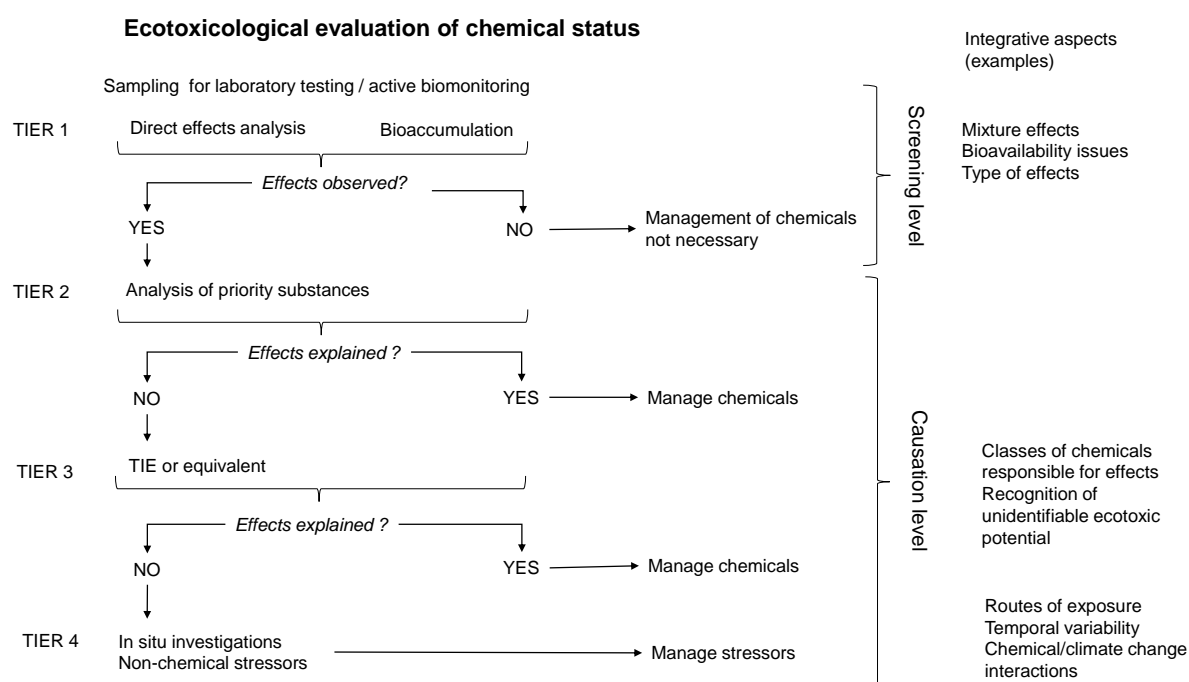 Ecotoxicological evaluation of chemical status
Integrative aspects
(examples)
Sampling for laboratory testing / active biomonitoring
TIER 1
Direct effects analysis
Bioaccumulation
Mixture effects
Bioavailability issues
Type of effects
Screening level
Effects observed?
YES
NO
Management of chemicals
not necessary
TIER 2
Analysis of priority substances
Effects explained ?
NO
YES
Manage chemicals
TIER 3
TIE or equivalent
Causation level
Classes of chemicals
responsible for effects
Recognition of
unidentifiable ecotoxic
potential
Effects explained ?
NO
YES
Manage chemicals
TIER 4
In situ investigations
Non-chemical stressors
Manage stressors
Routes of exposure
Temporal variability
Chemical/climate change
interactions